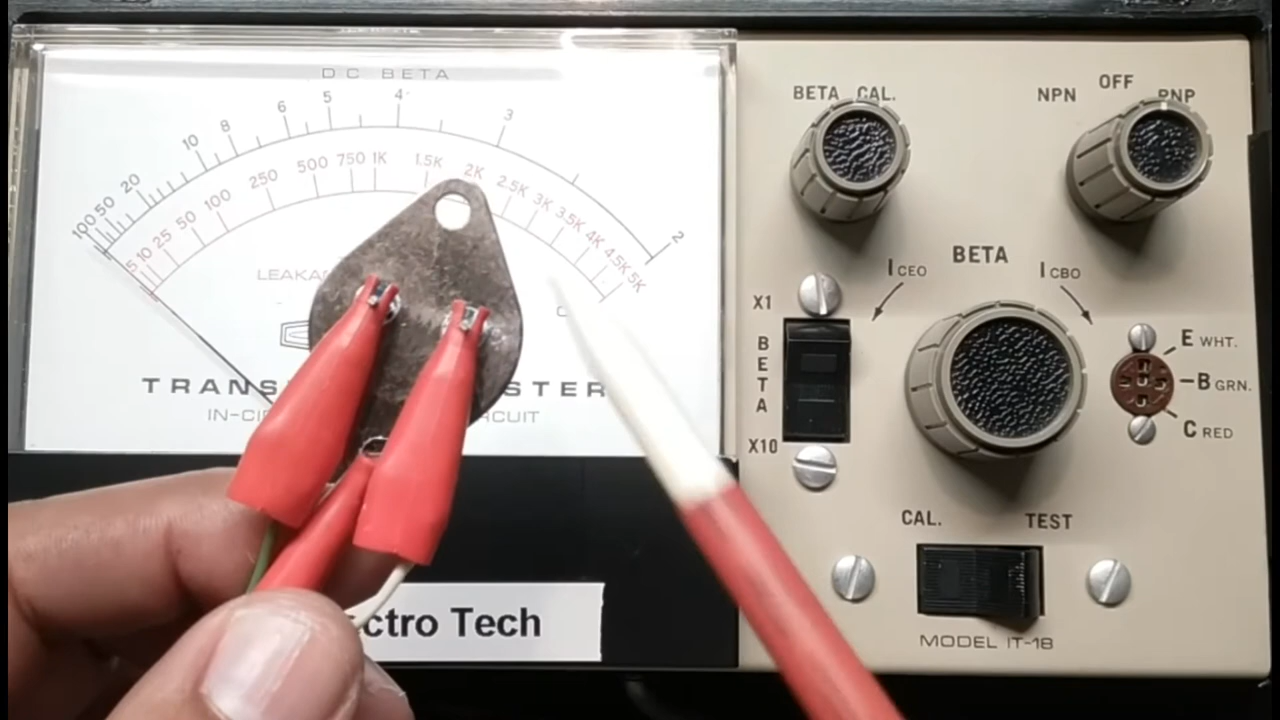 DC BETA
100 50 20 10 8 6 5 4 3 2
5 10 25 50 100 250 500 750 1K 1.5K 2K 2.5K 3K 3.5K 4K 4.5K 5K
LEAKA
TRANS STER
IN-CIR RCUIT
ctro Tech
BETA CAL.
NPN OFF PNP
BETA
ICEO ICBO
X1
BETA
X10
E WHT.
B GRN.
C RED
CAL. TEST
MODEL IT-18